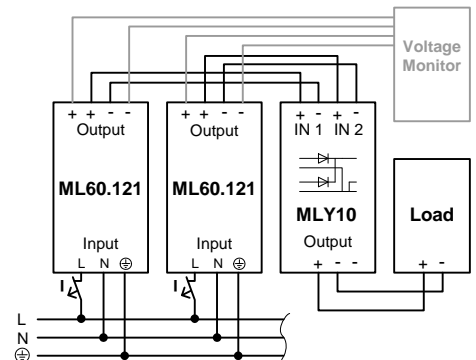 Voltage
Monitor
+ + - -
Output
ML60.121
Input
L N ⏚
I
+ + - -
Output
ML60.121
Input
L N ⏚
I
+ - + -
IN 1 IN 2
MLY10
Output
+ - -
Load
+ -
L
N
⏚